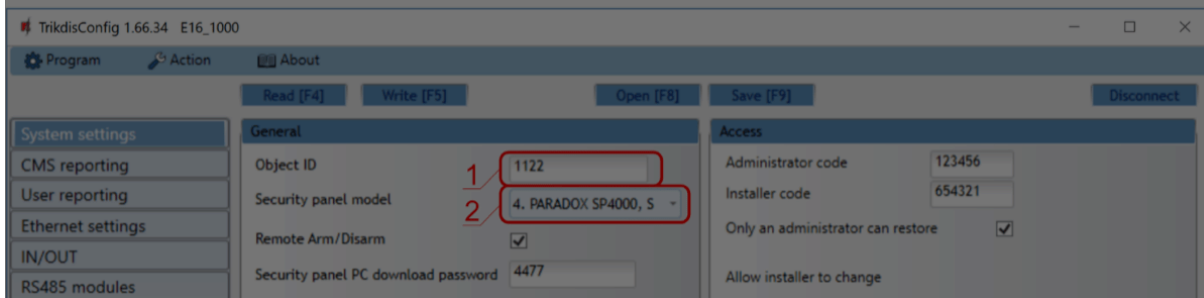 TrikdisConfig 1.66.34 E16_1000
Program Action About
Read [F4] Write [F5] Open [F8] Save [F9] Disconnect
System settings
CMS reporting
User reporting
Ethernet settings
IN/OUT
RS485 modules
General
Object ID 1 1122
Security panel model 2 4. PARADOX SP4000, S
Remote Arm/Disarm
Security panel PC download password 4477
Access
Administrator code 123456
Installer code 654321
Only an administrator can restore
Allow installer to change